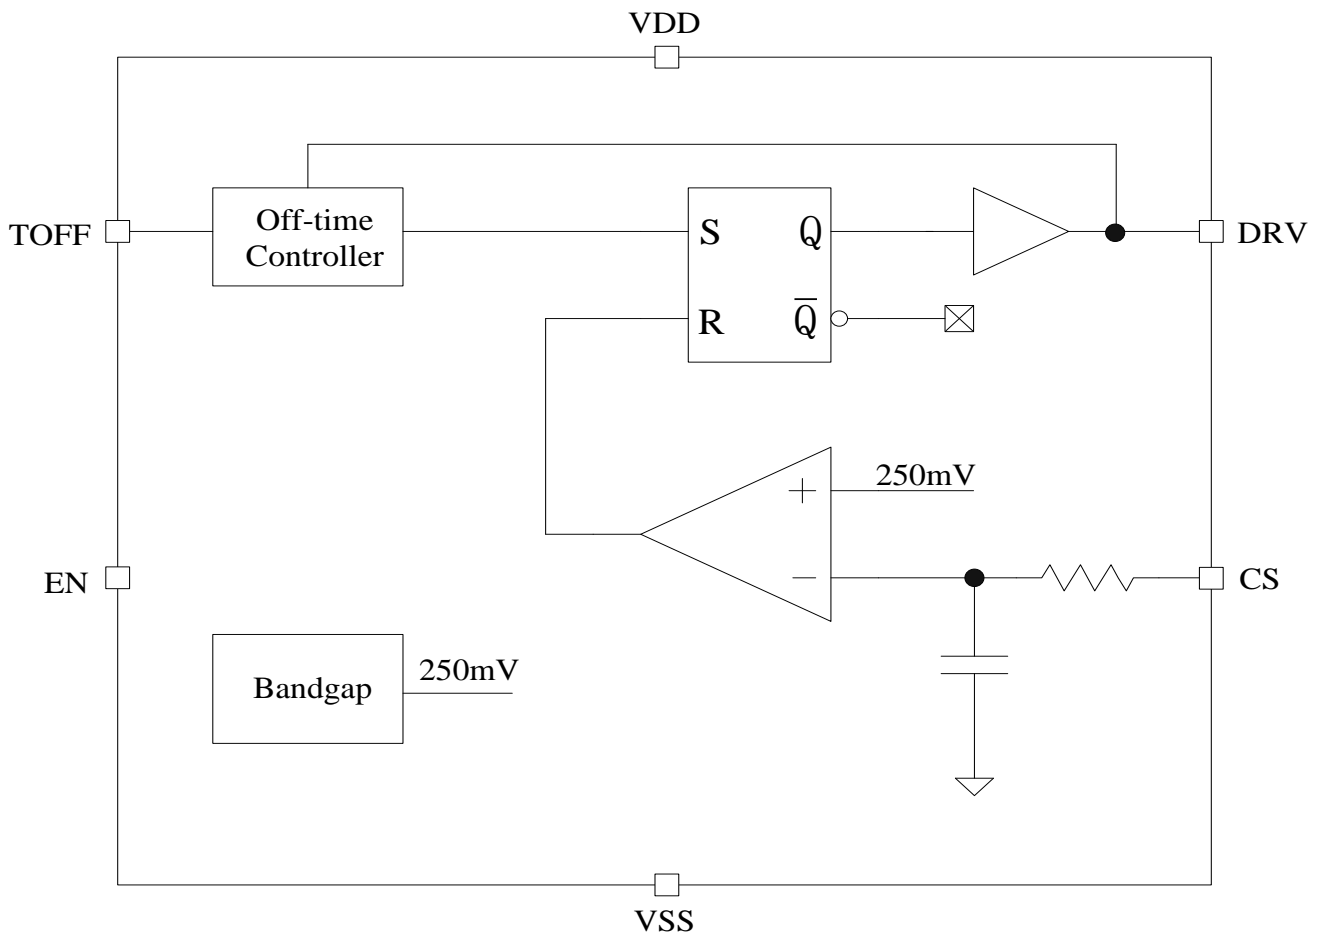 VDD
TOFF
Off-time
Controller
S
Q
R
Q̅
DRV
+
250mV
−
EN
CS
Bandgap
250mV
VSS